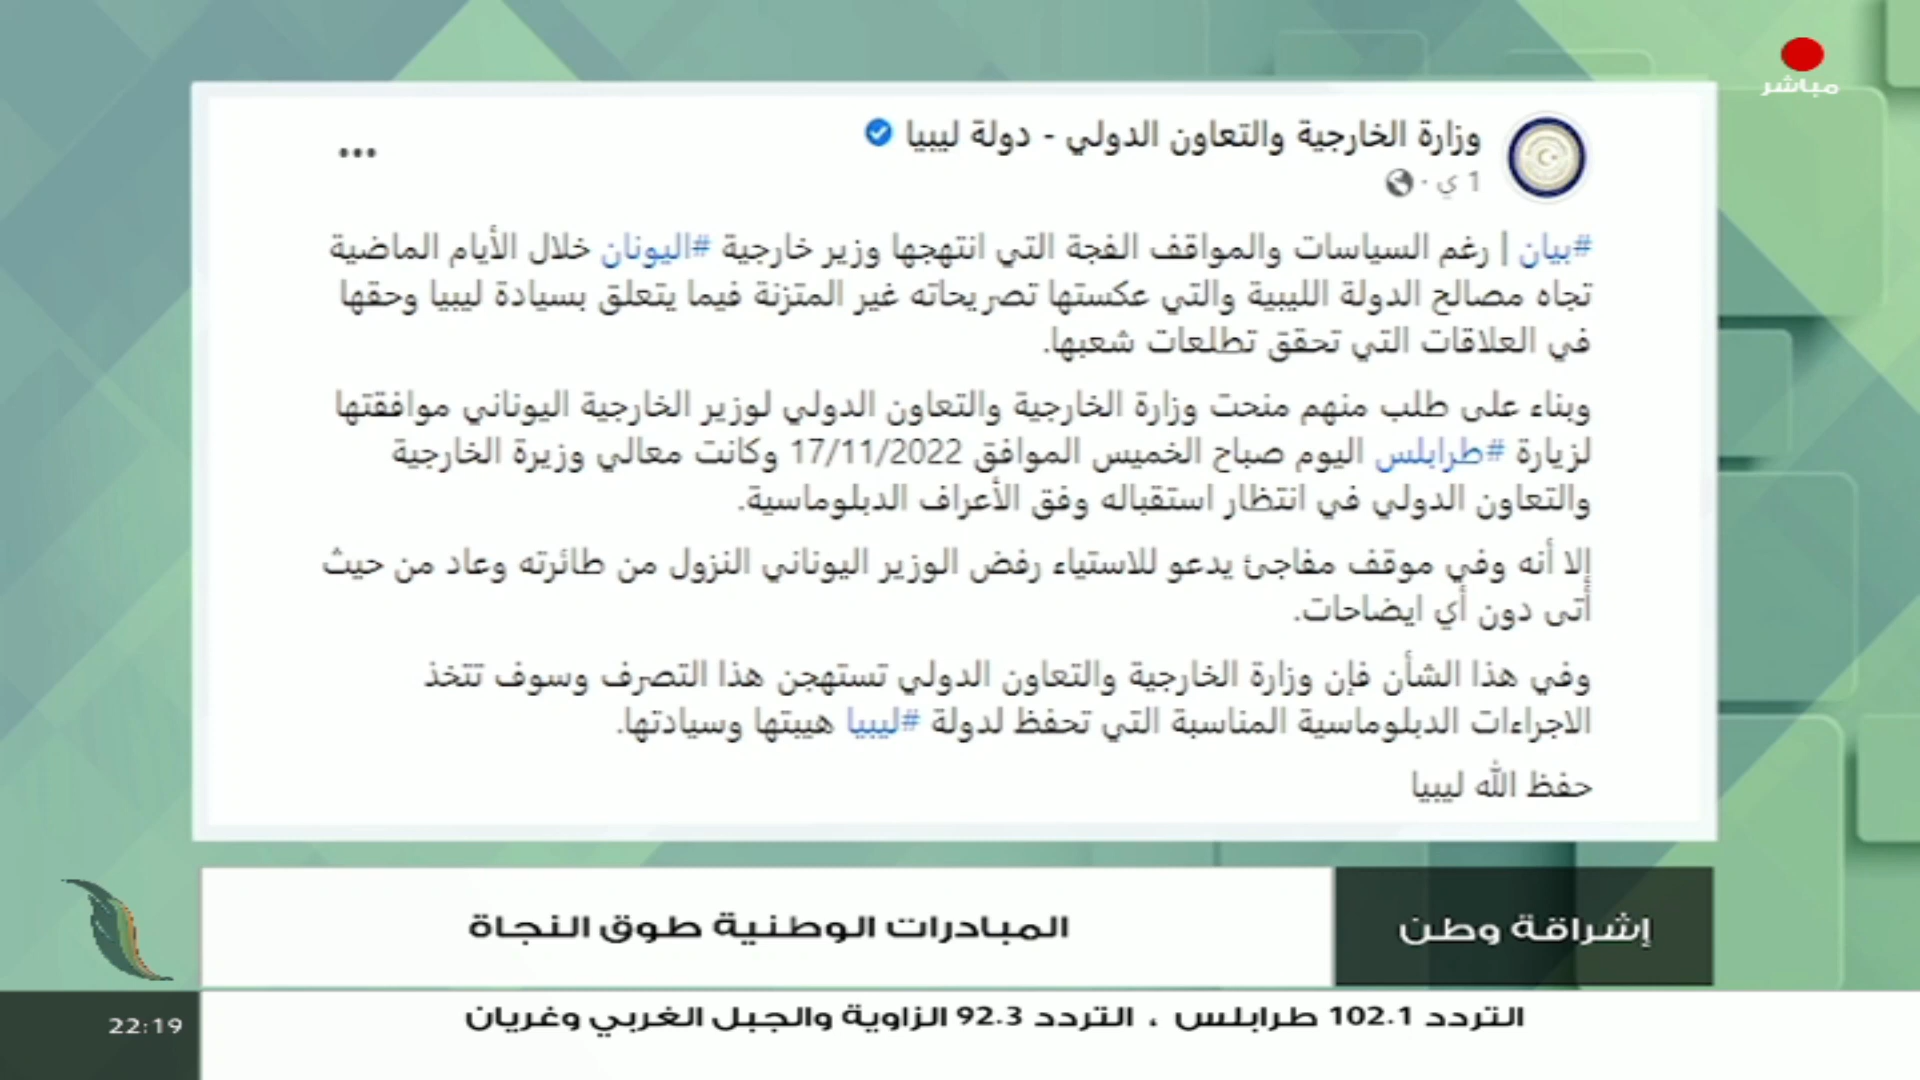 مباشر
وزارة الخارجية والتعاون الدولي - دولة ليبيا
1 ي ·
#بيان | رغم السياسات والمواقف الفجة التي انتهجها وزير خارجية #اليونان خلال الأيام الماضية
تجاه مصالح الدولة الليبية والتي عكستها تصريحاته غير المتزنة فيما يتعلق بسيادة ليبيا وحقها
في العلاقات التي تحقق تطلعات شعبها.
وبناء على طلب منهم منحت وزارة الخارجية والتعاون الدولي لوزير الخارجية اليوناني موافقتها
لزيارة #طرابلس اليوم صباح الخميس الموافق 17/11/2022 وكانت معالي وزيرة الخارجية
والتعاون الدولي في انتظار استقباله وفق الأعراف الدبلوماسية.
إلا أنه وفي موقف مفاجئ يدعو للاستياء رفض الوزير اليوناني النزول من طائرته وعاد من حيث
أتى دون أي ايضاحات.
وفي هذا الشأن فإن وزارة الخارجية والتعاون الدولي تستهجن هذا التصرف وسوف تتخذ
الاجراءات الدبلوماسية المناسبة التي تحفظ لدولة #ليبيا هيبتها وسيادتها.
حفظ الله ليبيا
إشراقة وطن
المبادرات الوطنية طوق النجاة
التردد 102.1 طرابلس ، التردد 92.3 الزاوية والجبل الغربي وغريان
22:19